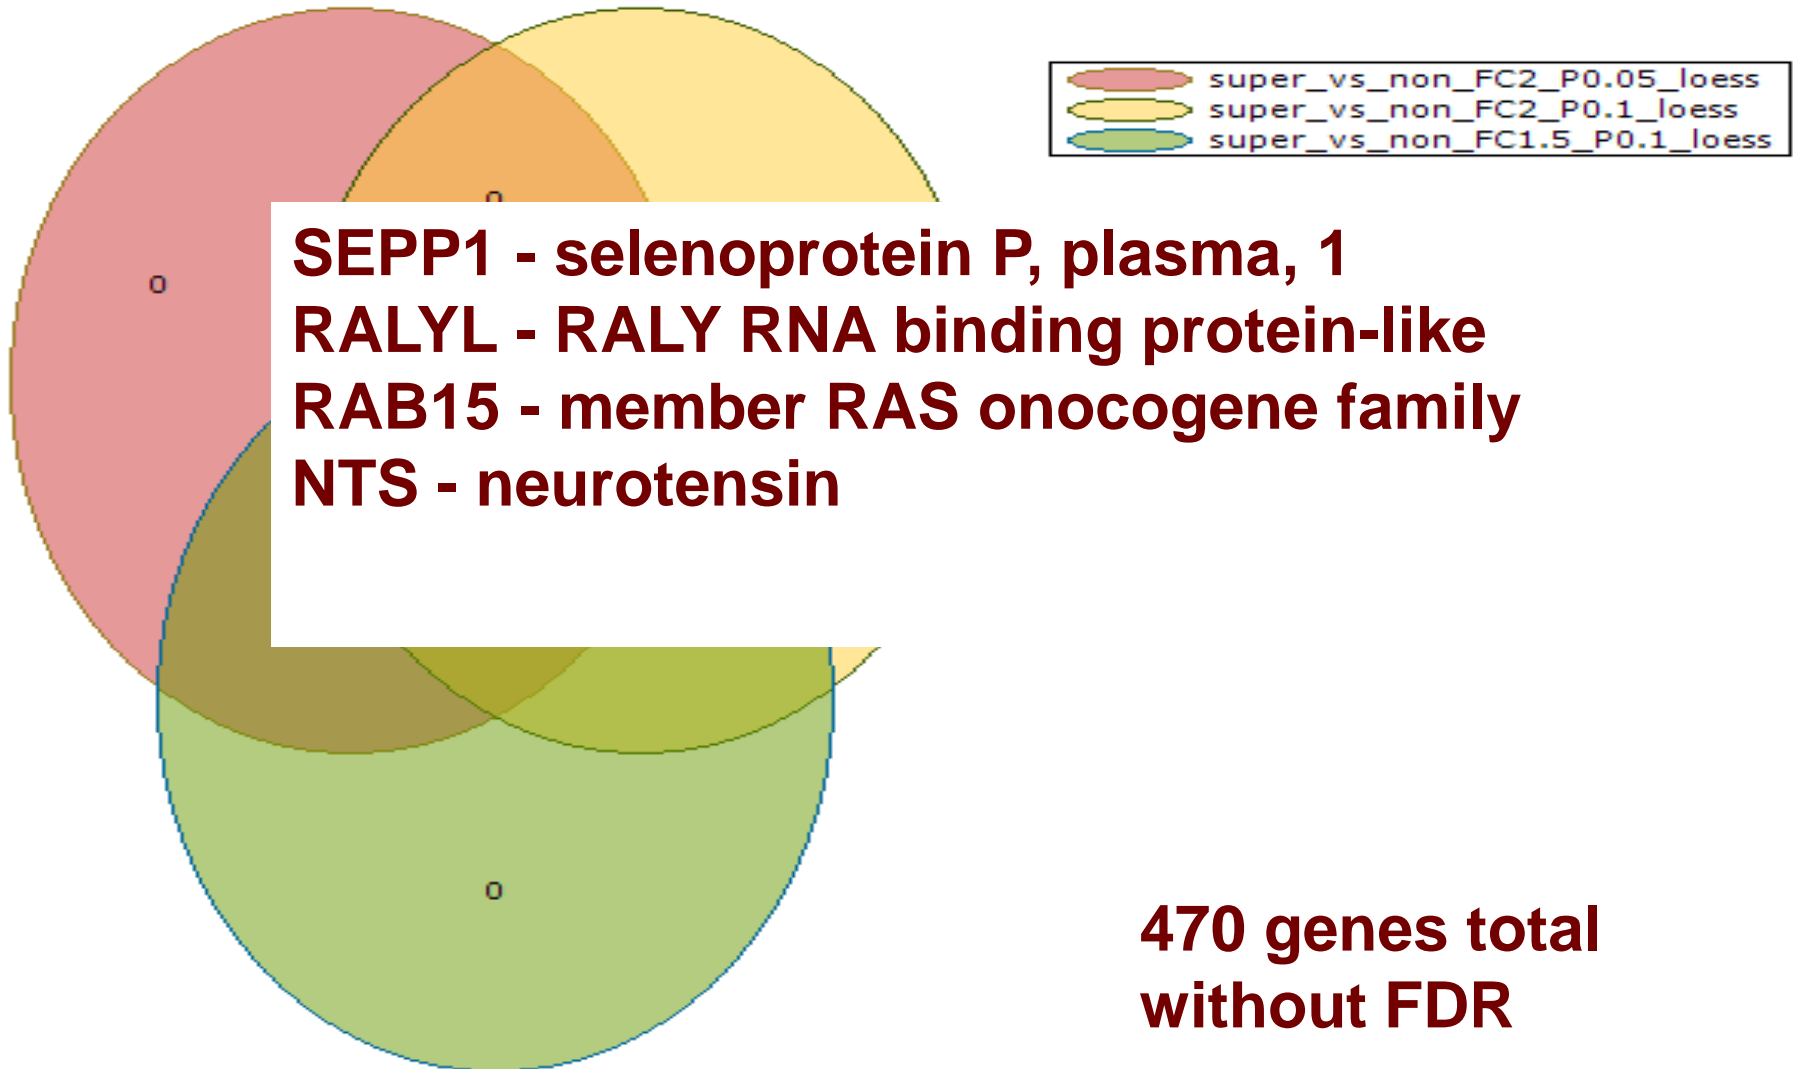 super_vs_non_FC2_P0.05_loess
super_vs_non_FC2_P0.1_loess
super_vs_non_FC1.5_P0.1_loess
0
0
SEPP1 - selenoprotein P, plasma, 1
RALYL - RALY RNA binding protein-like
RAB15 - member RAS onocogene family
NTS - neurotensin
0
470 genes total
without FDR